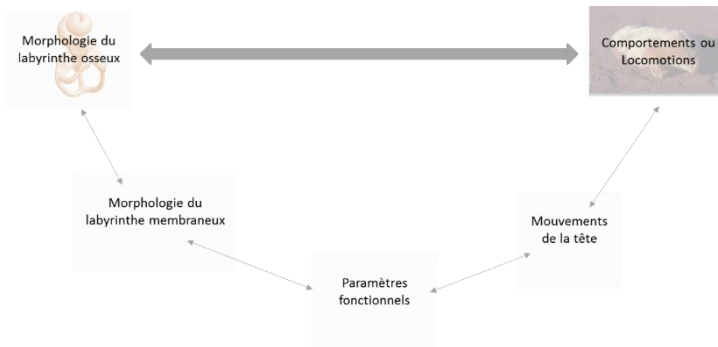 Morphologie du
labyrinthe osseux
Comportements ou
Locomotions
Morphologie du
labyrinthe membraneux
Mouvements
de la tête
Paramètres
fonctionnels